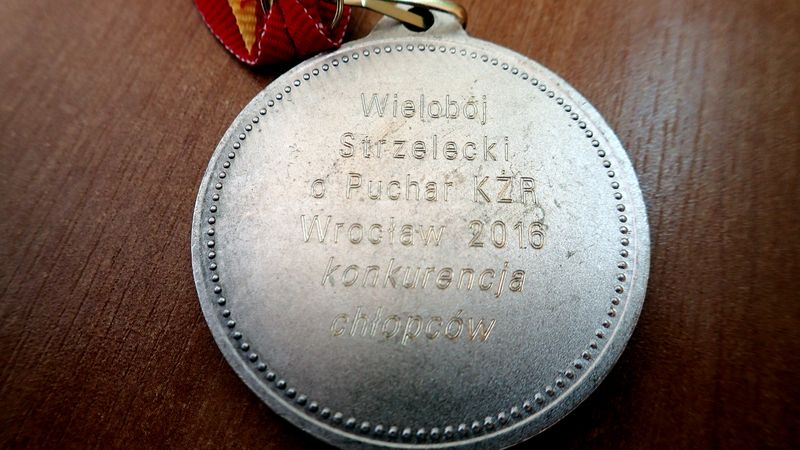 Wielobój
Strzelecki
o Puchar KŻR
Wrocław 2016
konkurencja
chłopców